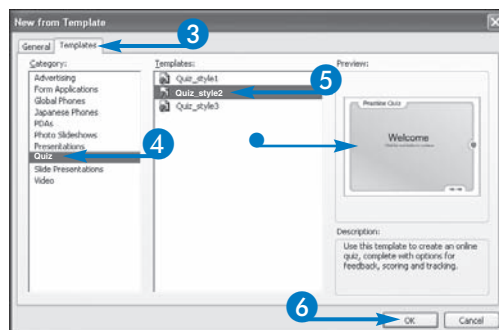 New from Template
General Templates
3
Category:
Advertising
Form Applications
Global Phones
Japanese Phones
PDAs
Photo Slideshows
Presentations
Quiz
Slide Presentations
Video
4
Templates:
Quiz_style1
Quiz_style2
Quiz_style3
5
Preview:
Practice Quiz
Welcome
Description:
Use this template to create an online
quiz, complete with options for
feedback, scoring and tracking.
6
OK Cancel